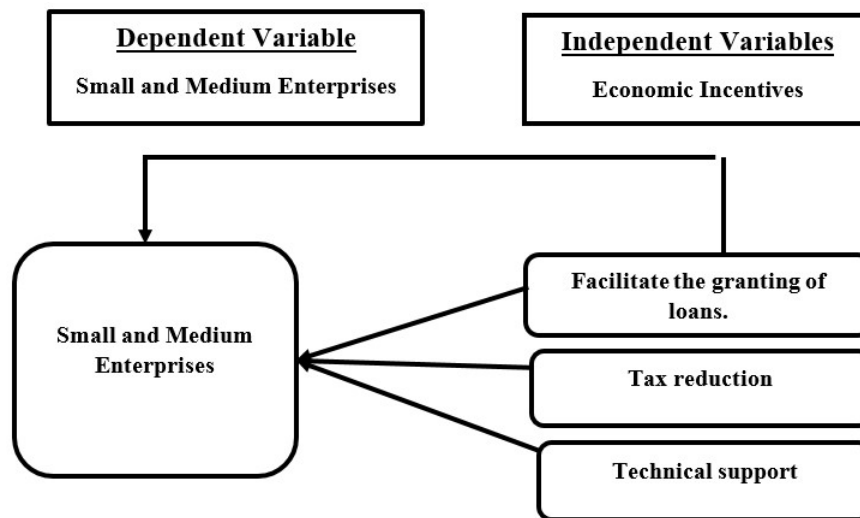 Dependent Variable
Small and Medium Enterprises
Independent Variables
Economic Incentives
Small and Medium
Enterprises
Facilitate the granting of
loans.
Tax reduction
Technical support